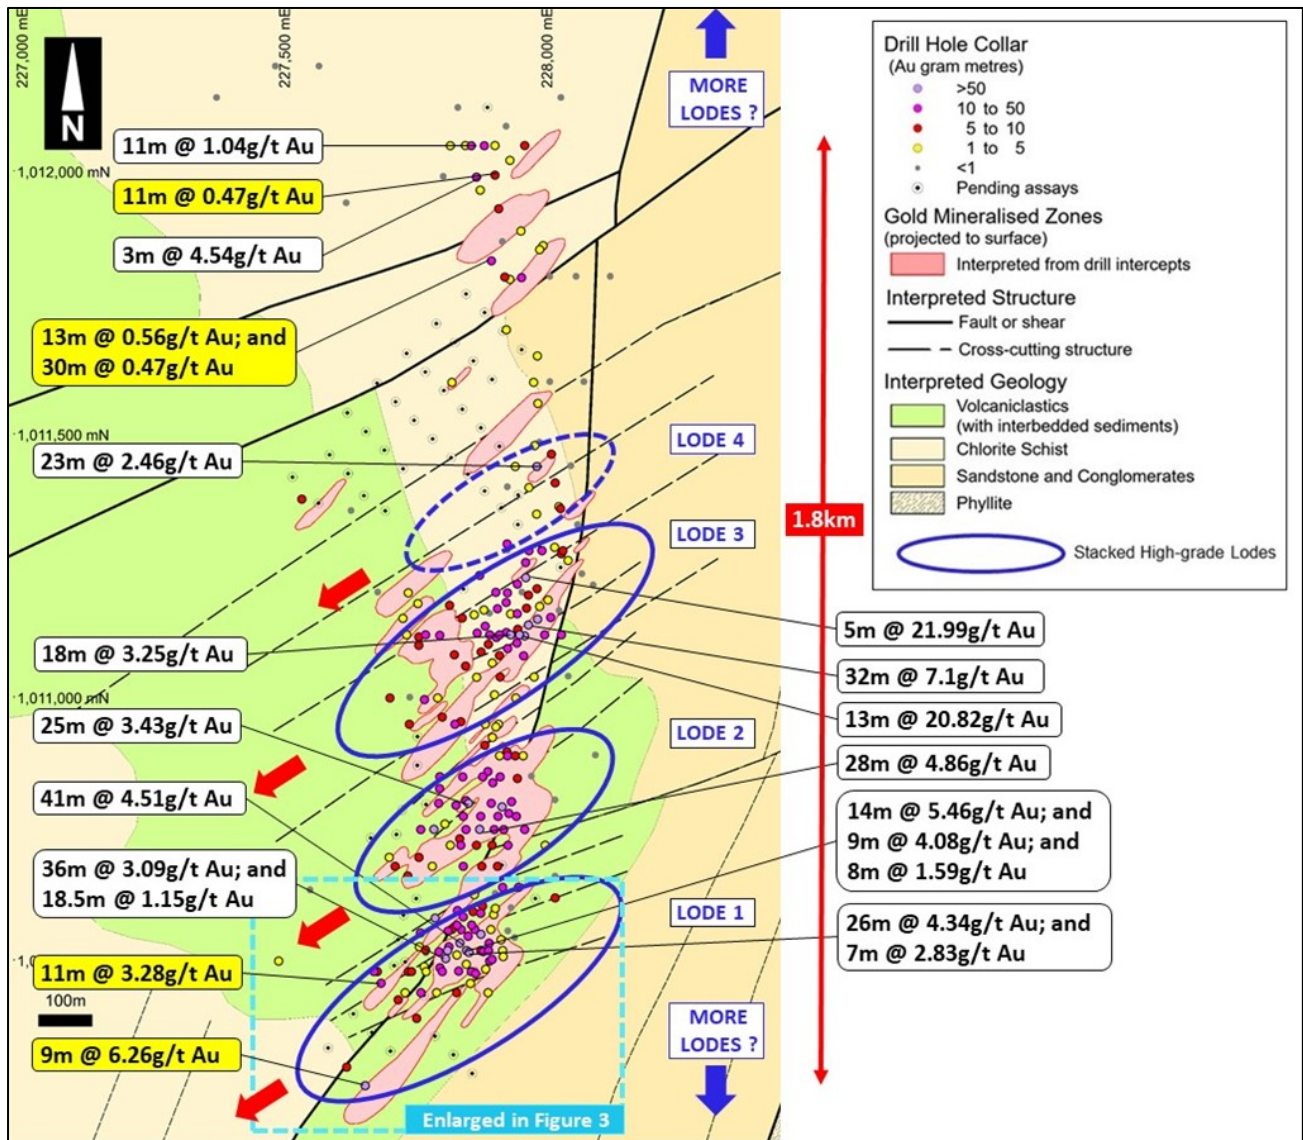 227,000 mE
227,500 mE
228,000 mE
N
MORE
LODES ?
11m @ 1.04g/t Au
1,012,000 mN
11m @ 0.47g/t Au
3m @ 4.54g/t Au
13m @ 0.56g/t Au; and
30m @ 0.47g/t Au
1,011,500 mN
23m @ 2.46g/t Au
LODE 4
LODE 3
18m @ 3.25g/t Au
1,011,000 mN
25m @ 3.43g/t Au
LODE 2
41m @ 4.51g/t Au
36m @ 3.09g/t Au; and
18.5m @ 1.15g/t Au
LODE 1
11m @ 3.28g/t Au
100m
9m @ 6.26g/t Au
MORE
LODES ?
Enlarged in Figure 3
1.8km
Drill Hole Collar
(Au gram metres)
>50
10 to 50
5 to 10
1 to 5
<1
Pending assays
Gold Mineralised Zones
(projected to surface)
Interpreted from drill intercepts
Interpreted Structure
Fault or shear
Cross-cutting structure
Interpreted Geology
Volcaniclastics
(with interbedded sediments)
Chlorite Schist
Sandstone and Conglomerates
Phyllite
Stacked High-grade Lodes
5m @ 21.99g/t Au
32m @ 7.1g/t Au
13m @ 20.82g/t Au
28m @ 4.86g/t Au
14m @ 5.46g/t Au; and
9m @ 4.08g/t Au; and
8m @ 1.59g/t Au
26m @ 4.34g/t Au; and
7m @ 2.83g/t Au